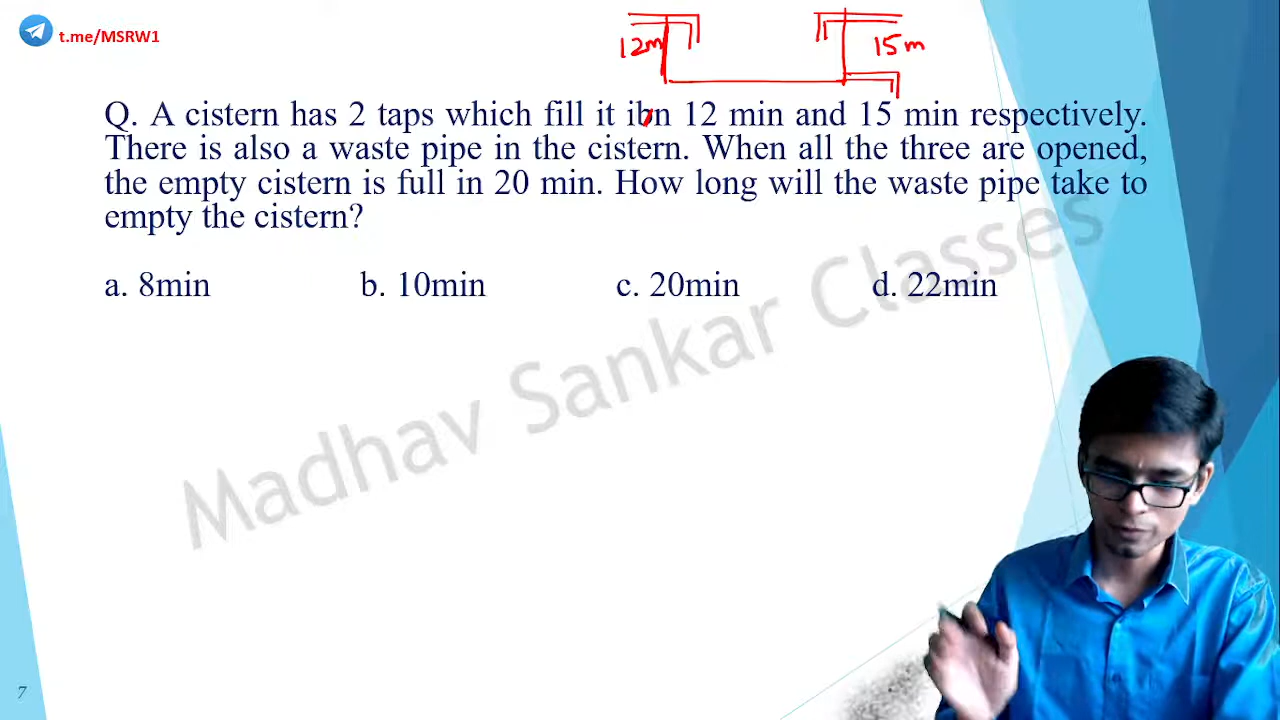 t.me/MSRW1
12m
15m
Q. A cistern has 2 taps which fill it ibn 12 min and 15 min respectively.
There is also a waste pipe in the cistern. When all the three are opened,
the empty cistern is full in 20 min. How long will the waste pipe take to
empty the cistern?
a. 8min b. 10min c. 20min d. 22min
Madhav Sankar Classes
7